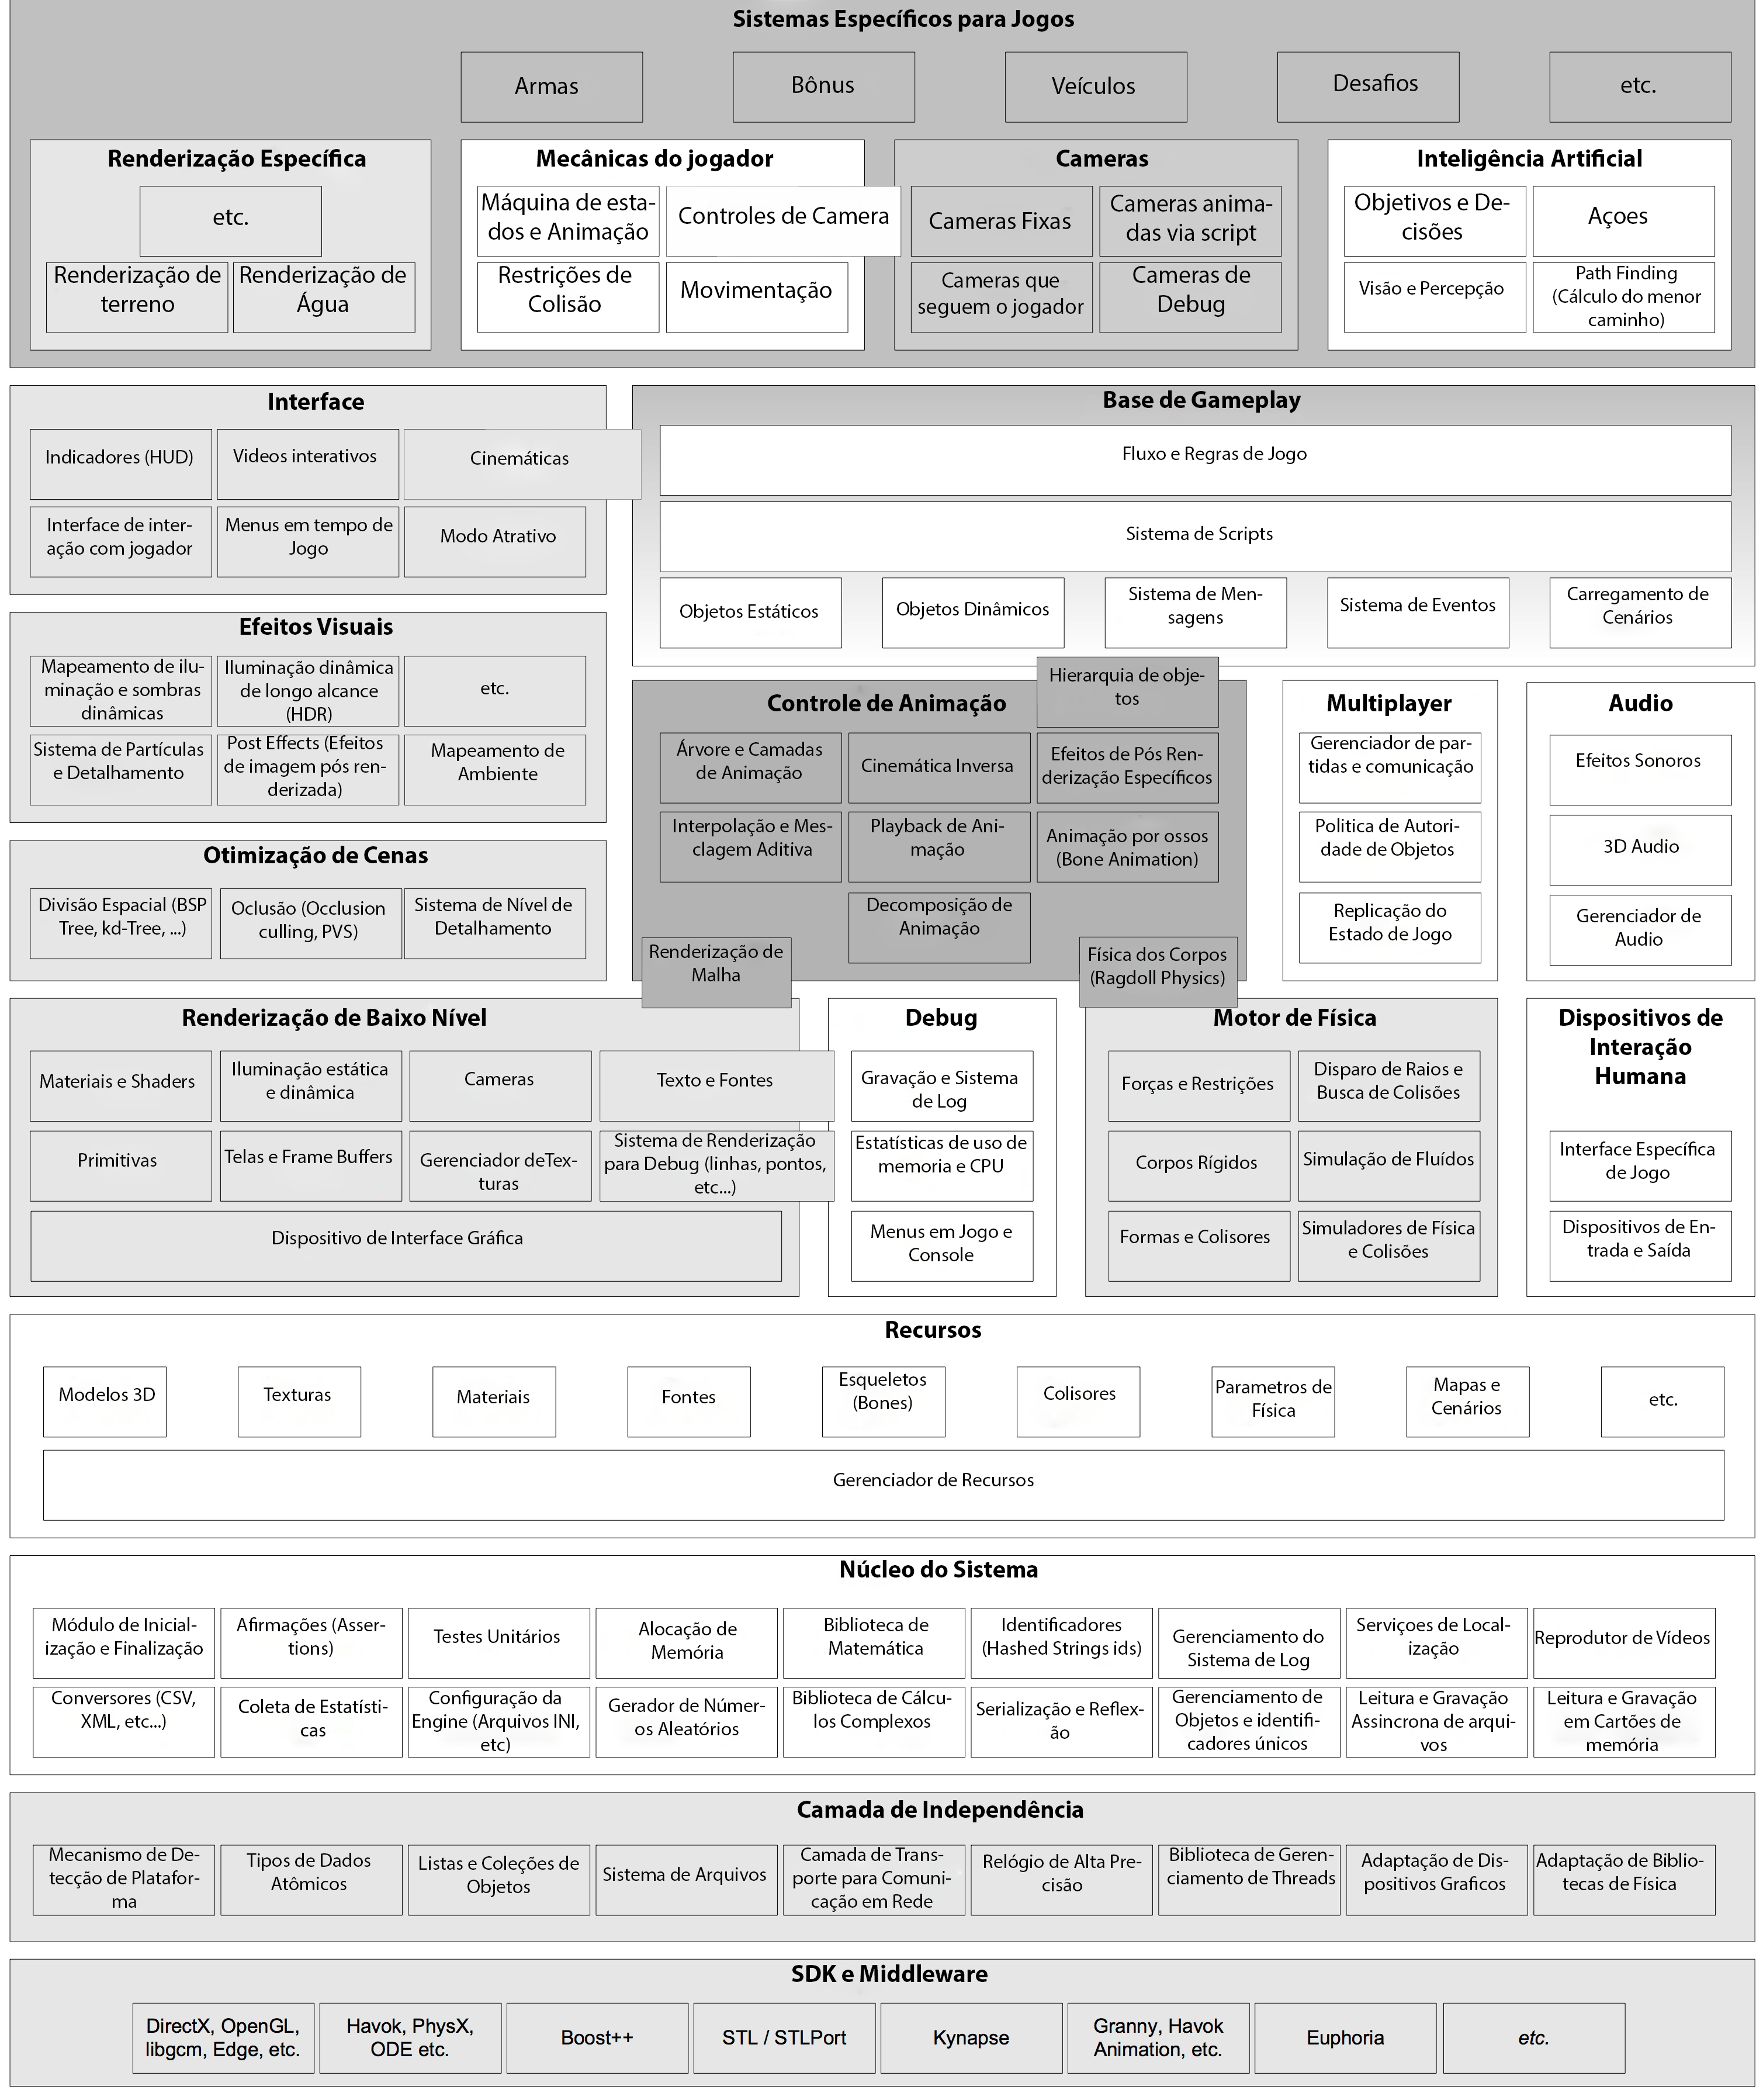 Sistemas Específicos para Jogos
Armas
Bônus
Veículos
Desafios
etc.
Renderização Específica
etc.
Renderização de
terreno
Renderização de
Água
Mecânicas do jogador
Máquina de esta-
dos e Animação
Controles de Camera
Restrições de
Colisão
Movimentação
Cameras
Cameras Fixas
Cameras anima-
das via script
Cameras que
seguem o jogador
Cameras de
Debug
Inteligência Artificial
Objetivos e De-
cisões
Açoes
Visão e Percepção
Path Finding
(Cálculo do menor
caminho)
Interface
Indicadores (HUD)
Videos interativos
Cinemáticas
Interface de inter-
ação com jogador
Menus em tempo de
Jogo
Modo Atrativo
Base de Gameplay
Fluxo e Regras de Jogo
Sistema de Scripts
Objetos Estáticos
Objetos Dinâmicos
Sistema de Men-
sagens
Sistema de Eventos
Carregamento de
Cenários
Efeitos Visuais
Mapeamento de ilu-
minação e sombras
dinâmicas
Iluminação dinâmica
de longo alcance
(HDR)
etc.
Sistema de Partículas
e Detalhamento
Post Effects (Efeitos
de imagem pós ren-
derizada)
Mapeamento de
Ambiente
Otimização de Cenas
Divisão Espacial (BSP
Tree, kd-Tree, ...)
Oclusão (Occlusion
culling, PVS)
Sistema de Nível de
Detalhamento
Controle de Animação
Hierarquia de obje-
tos
Árvore e Camadas
de Animação
Cinemática Inversa
Efeitos de Pós Ren-
derização Específicos
Interpolação e Mes-
clagem Aditiva
Playback de Ani-
mação
Animação por ossos
(Bone Animation)
Decomposição de
Animação
Renderização de
Malha
Física dos Corpos
(Ragdoll Physics)
Multiplayer
Gerenciador de par-
tidas e comunicação
Politica de Autori-
dade de Objetos
Replicação do
Estado de Jogo
Audio
Efeitos Sonoros
3D Audio
Gerenciador de
Audio
Renderização de Baixo Nível
Materiais e Shaders
Iluminação estática
e dinâmica
Cameras
Texto e Fontes
Primitivas
Telas e Frame Buffers
Gerenciador deTex-
turas
Sistema de Renderização
para Debug (linhas, pontos,
etc...)
Dispositivo de Interface Gráfica
Debug
Gravação e Sistema
de Log
Estatísticas de uso de
memoria e CPU
Menus em Jogo e
Console
Motor de Física
Forças e Restrições
Disparo de Raios e
Busca de Colisões
Corpos Rígidos
Simulação de Fluídos
Formas e Colisores
Simuladores de Física
e Colisões
Dispositivos de
Interação
Humana
Interface Específica
de Jogo
Dispositivos de En-
trada e Saída
Recursos
Modelos 3D
Texturas
Materiais
Fontes
Esqueletos
(Bones)
Colisores
Parametros de
Física
Mapas e
Cenários
etc.
Gerenciador de Recursos
Núcleo do Sistema
Módulo de Inicial-
ização e Finalização
Afirmações (Asser-
tions)
Testes Unitários
Alocação de
Memória
Biblioteca de
Matemática
Identificadores
(Hashed Strings ids)
Gerenciamento do
Sistema de Log
Serviçoes de Local-
ização
Reprodutor de Vídeos
Conversores (CSV,
XML, etc...)
Coleta de Estatísti-
cas
Configuração da
Engine (Arquivos INI,
etc)
Gerador de Númer-
os Aleatórios
Biblioteca de Cálcu-
los Complexos
Serialização e Reflex-
ão
Gerenciamento de
Objetos e identifi-
cadores únicos
Leitura e Gravação
Assincrona de arqui-
vos
Leitura e Gravação
em Cartões de
memória
Camada de Independência
Mecanismo de De-
tecção de Platafor-
ma
Tipos de Dados
Atômicos
Listas e Coleções de
Objetos
Sistema de Arquivos
Camada de Trans-
porte para Comuni-
cação em Rede
Relógio de Alta Pre-
cisão
Biblioteca de Geren-
ciamento de Threads
Adaptação de Dis-
positivos Graficos
Adaptação de Biblio-
tecas de Física
SDK e Middleware
DirectX, OpenGL,
libgcm, Edge, etc.
Havok, PhysX,
ODE etc.
Boost++
STL / STLPort
Kynapse
Granny, Havok
Animation, etc.
Euphoria
etc.